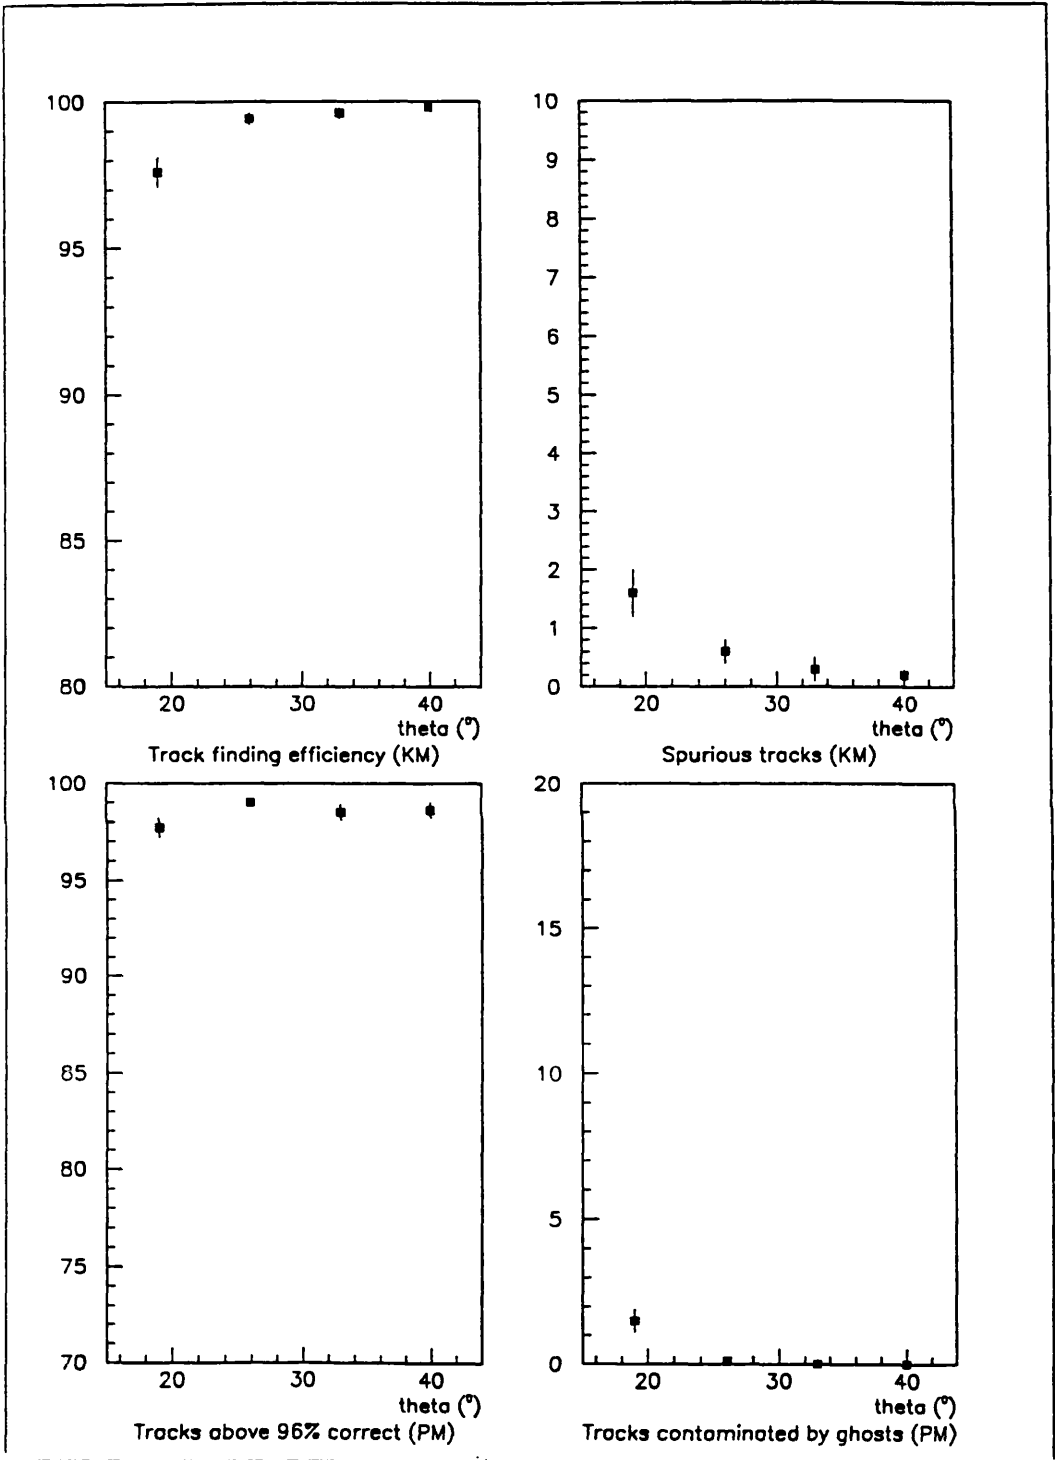 100
95
90
85
80
20 30 40
theta (°)
Track finding efficiency (KM)
10
9
8
7
6
5
4
3
2
1
0
20 30 40
theta (°)
Spurious tracks (KM)
100
95
90
85
80
75
70
20 30 40
theta (°)
Tracks above 96% correct (PM)
20
15
10
5
0
20 30 40
theta (°)
Tracks contaminated by ghosts (PM)